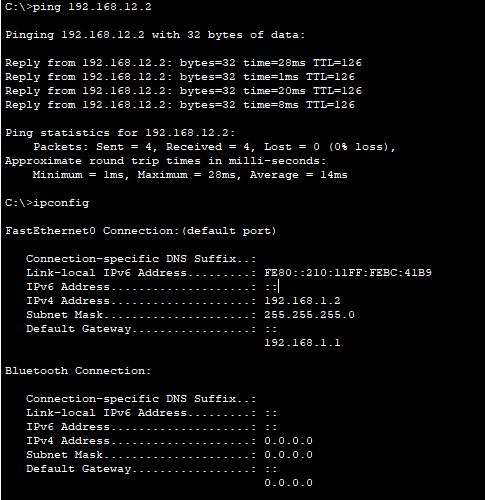 C:\>ping 192.168.12.2
Pinging 192.168.12.2 with 32 bytes of data:
Reply from 192.168.12.2: bytes=32 time=28ms TTL=126
Reply from 192.168.12.2: bytes=32 time=1ms TTL=126
Reply from 192.168.12.2: bytes=32 time=20ms TTL=126
Reply from 192.168.12.2: bytes=32 time=8ms TTL=126
Ping statistics for 192.168.12.2:
Packets: Sent = 4, Received = 4, Lost = 0 (0% loss),
Approximate round trip times in milli-seconds:
Minimum = 1ms, Maximum = 28ms, Average = 14ms
C:\>ipconfig
FastEthernet0 Connection:(default port)
Connection-specific DNS Suffix..:
Link-local IPv6 Address.........: FE80::210:11FF:FEBC:41B9
IPv6 Address....................: ::
IPv4 Address....................: 192.168.1.2
Subnet Mask.....................: 255.255.255.0
Default Gateway.................: ::
192.168.1.1
Bluetooth Connection:
Connection-specific DNS Suffix..:
Link-local IPv6 Address.........: ::
IPv6 Address....................: ::
IPv4 Address....................: 0.0.0.0
Subnet Mask.....................: 0.0.0.0
Default Gateway.................: ::
0.0.0.0